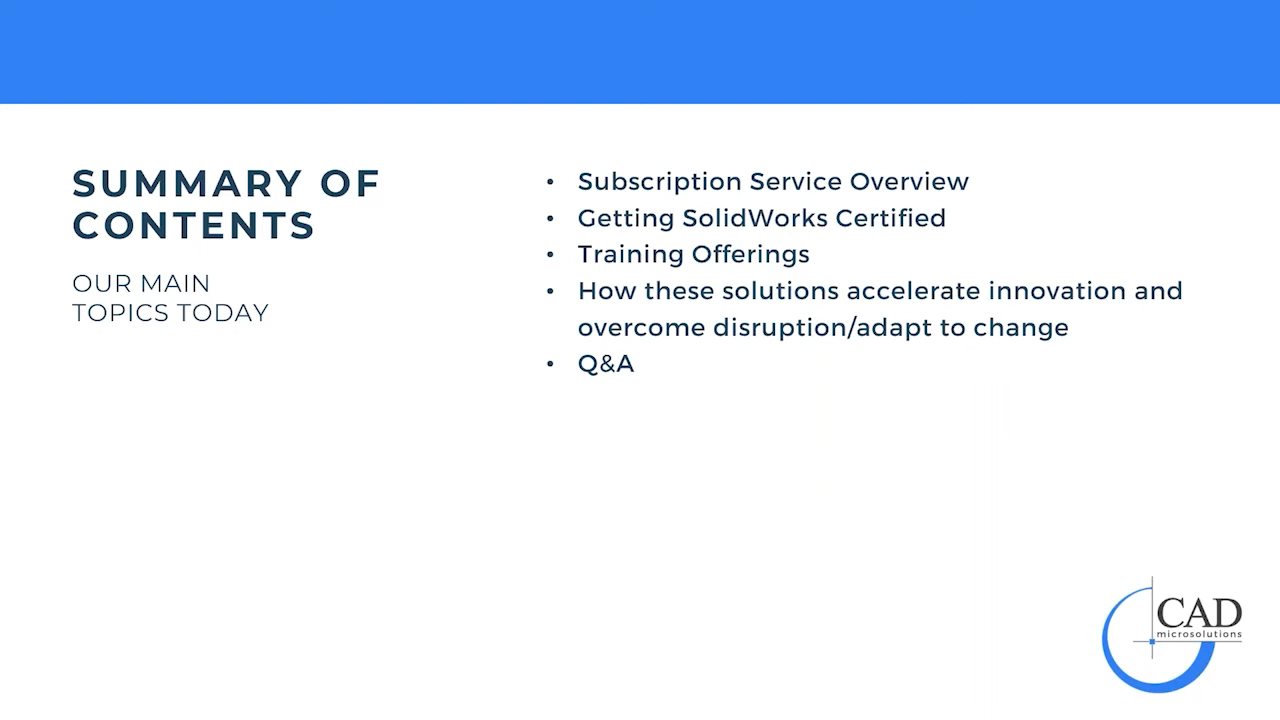 SUMMARY OF
CONTENTS
OUR MAIN
TOPICS TODAY
• Subscription Service Overview
• Getting SolidWorks Certified
• Training Offerings
• How these solutions accelerate innovation and
overcome disruption/adapt to change
• Q&A
CAD
microsolutions